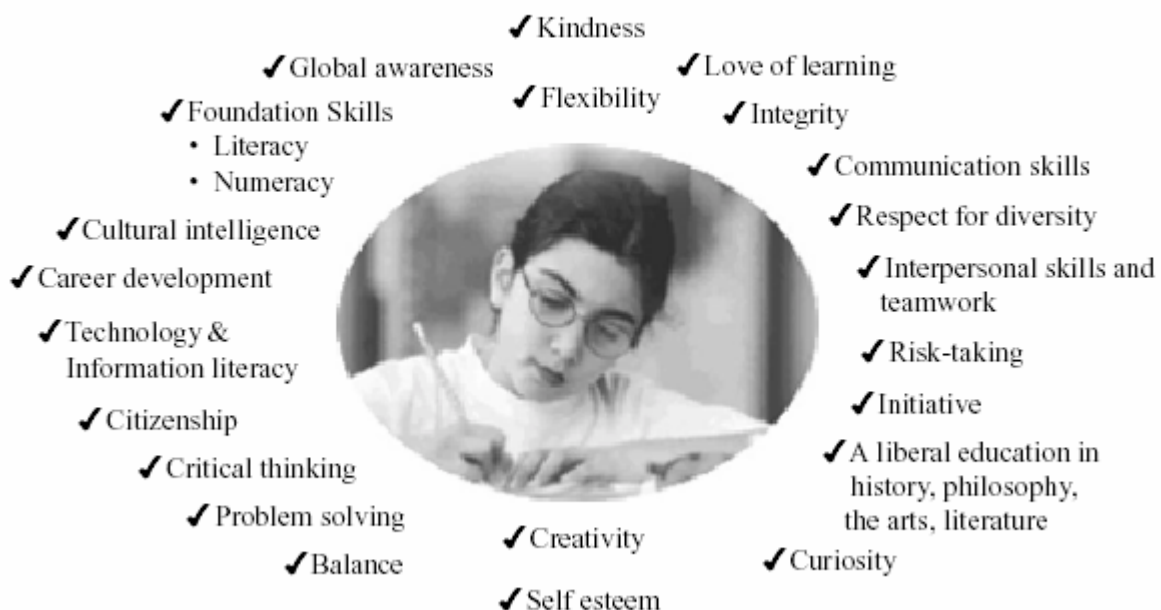 ✓Kindness
✓Global awareness
✓Love of learning
✓Flexibility
✓Foundation Skills
• Literacy
• Numeracy
✓Integrity
✓Communication skills
✓Cultural intelligence
✓Respect for diversity
✓Career development
✓Interpersonal skills and
teamwork
✓Technology &
Information literacy
✓Risk-taking
✓Initiative
✓Citizenship
✓A liberal education in
history, philosophy,
the arts, literature
✓Critical thinking
✓Problem solving
✓Creativity
✓Balance
✓Curiosity
✓Self esteem